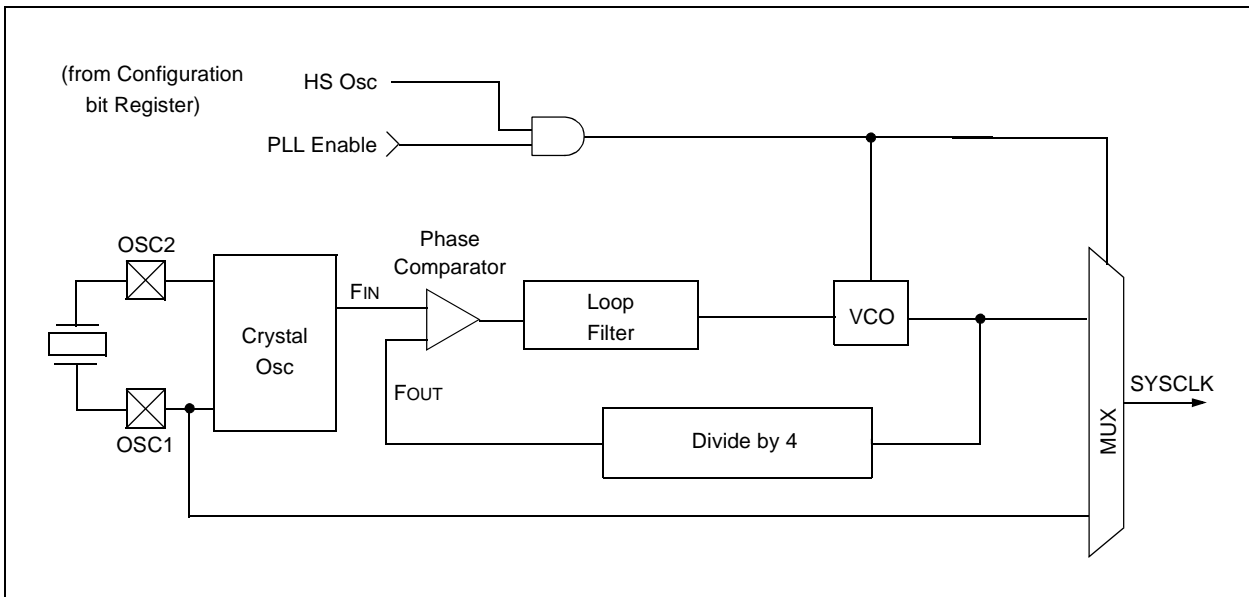 (from Configuration
bit Register)
HS Osc
PLL Enable
Phase
Comparator
OSC2
Crystal
Osc
OSC1
FIN
FOUT
Loop
Filter
VCO
Divide by 4
MUX
SYSCLK